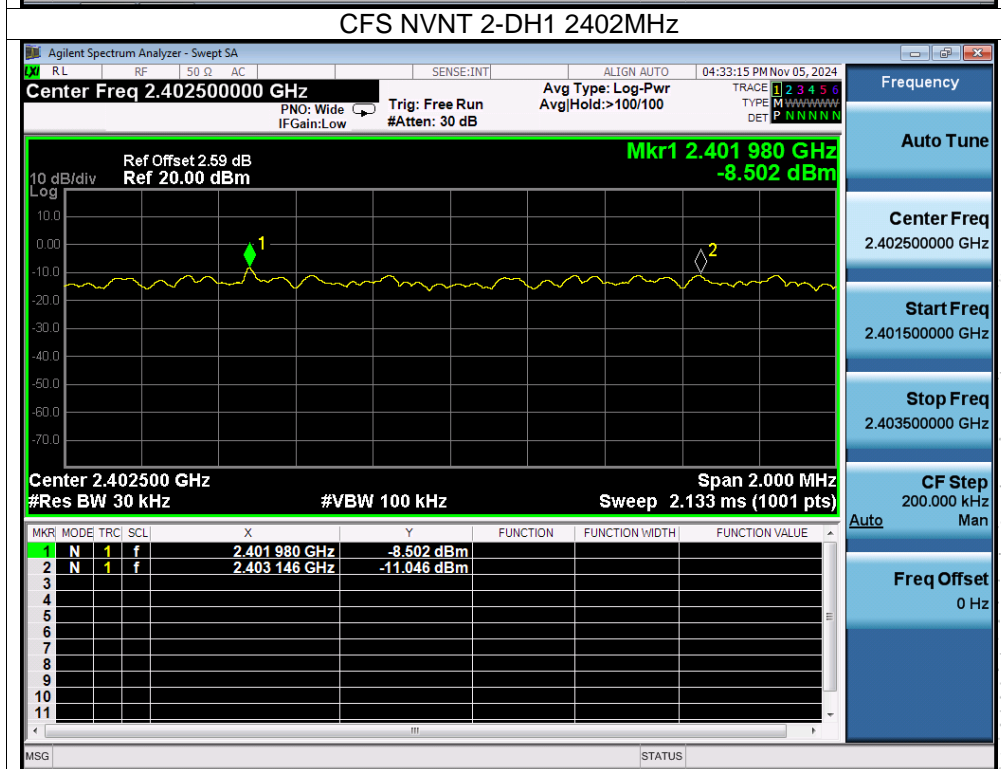 CFS NVNT 2-DH1 2402MHz
Agilent Spectrum Analyzer - Swept SA
LXI RL RF 50 Ω AC SENSE:INT ALIGN AUTO 04:33:15 PM Nov 05, 2024
Center Freq 2.402500000 GHz
PNO: Wide
IFGain:Low
Trig: Free Run
#Atten: 30 dB
Avg Type: Log-Pwr
Avg|Hold:>100/100
TRACE 1 2 3 4 5 6
TYPE M WWWWW
DET P N N N N N
Mkr1 2.401 980 GHz
-8.502 dBm
Ref Offset 2.59 dB
10 dB/div Ref 20.00 dBm
Log
10.0
0.00
-10.0
-20.0
-30.0
-40.0
-50.0
-60.0
-70.0
1
2
Center 2.402500 GHz Span 2.000 MHz
#Res BW 30 kHz #VBW 100 kHz Sweep 2.133 ms (1001 pts)
MKR MODE TRC SCL X Y FUNCTION FUNCTION WIDTH FUNCTION VALUE
1 N 1 f 2.401 980 GHz -8.502 dBm
2 N 1 f 2.403 146 GHz -11.046 dBm
3
4
5
6
7
8
9
10
11
MSG STATUS
Frequency
Auto Tune
Center Freq
2.402500000 GHz
Start Freq
2.401500000 GHz
Stop Freq
2.403500000 GHz
CF Step
200.000 kHz
Auto Man
Freq Offset
0 Hz